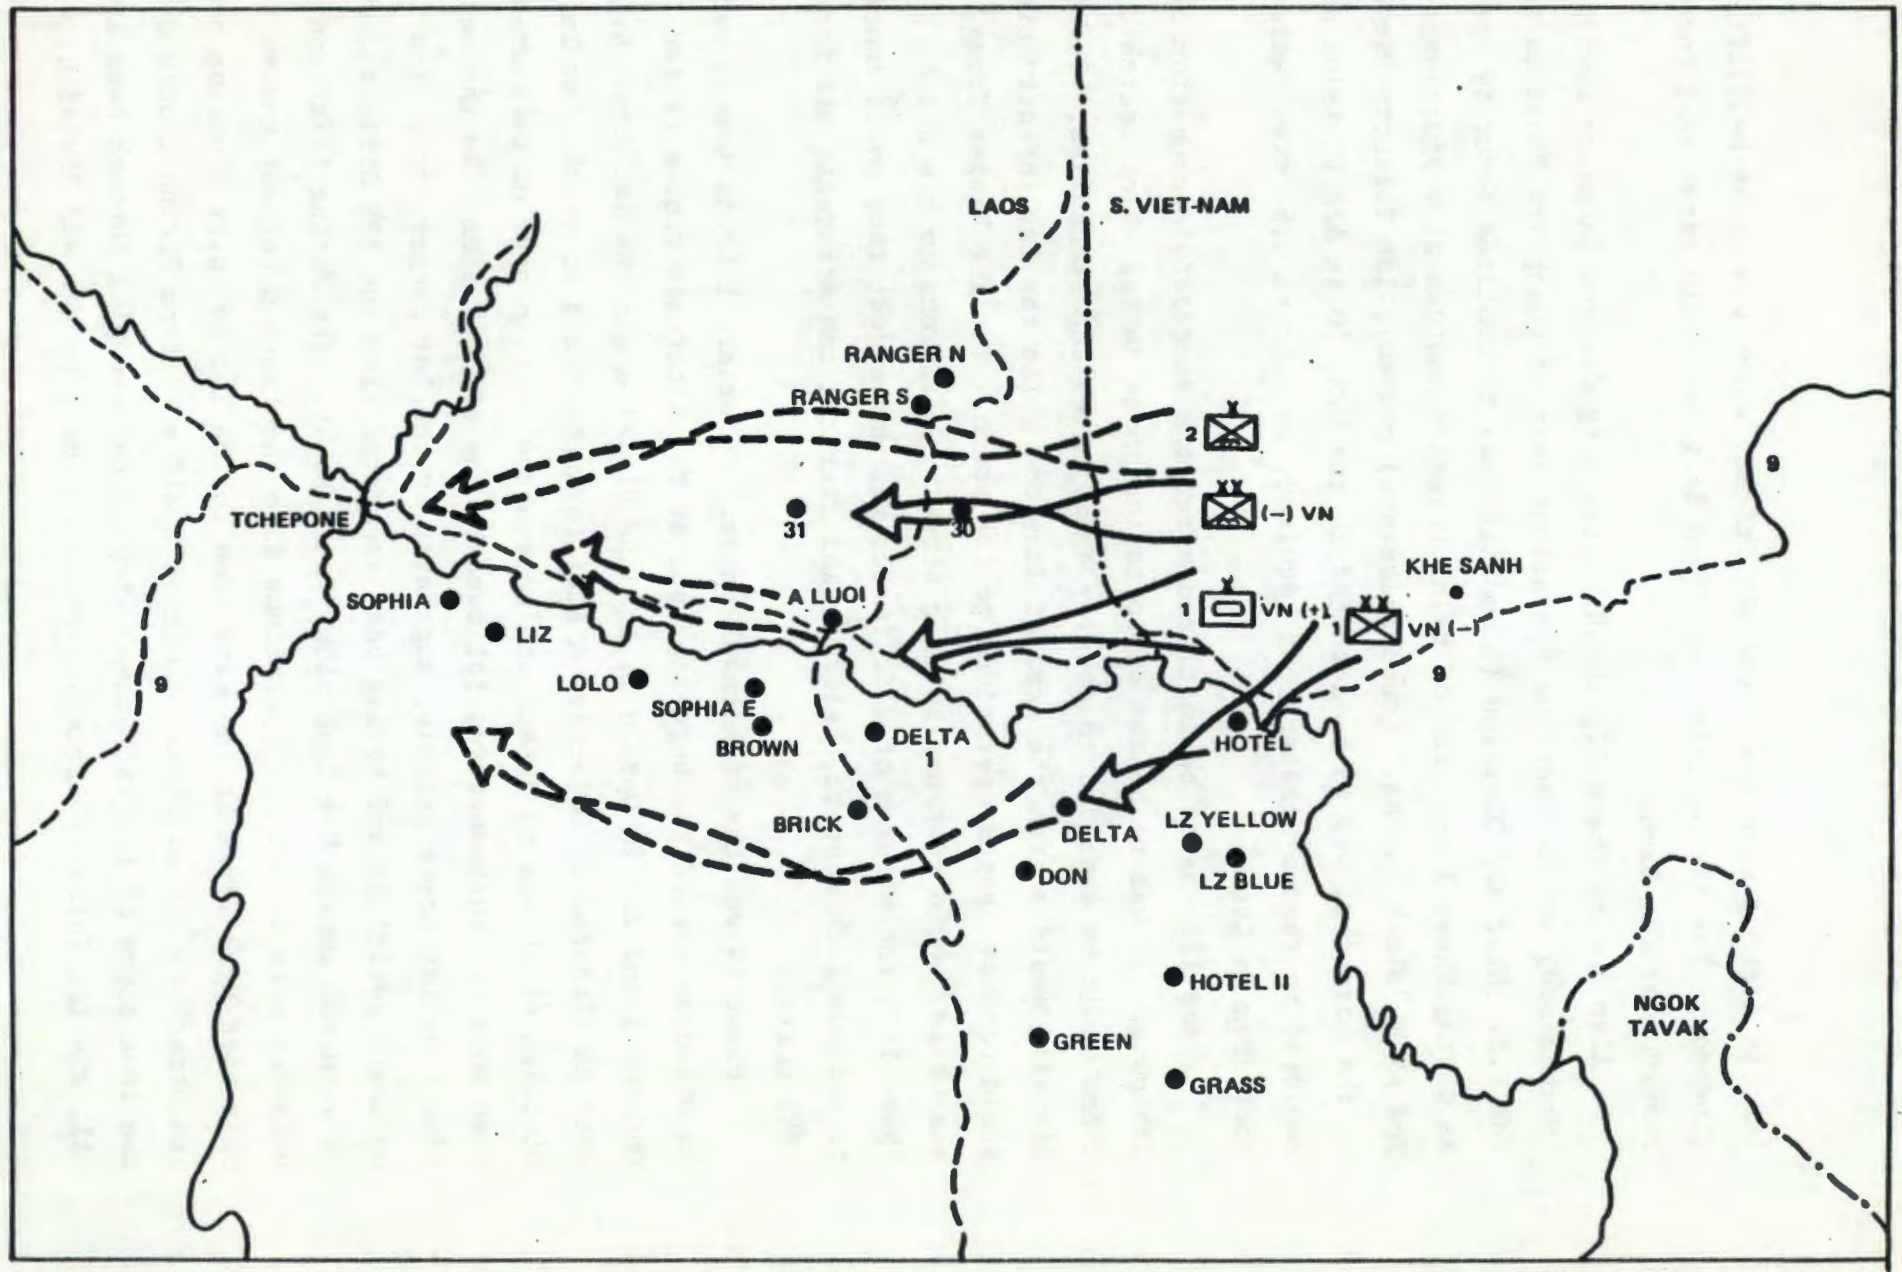 LAOS
S. VIET-NAM
RANGER N
RANGER S
X
2
9
TCHEPONE
31
30
XX
(–) VN
KHE SANH
A LUOI
X
1
VN (+)
XX
1
VN (–)
SOPHIA
LIZ
9
9
LOLO
SOPHIA E
BROWN
DELTA
1
HOTEL
BRICK
DELTA
LZ YELLOW
DON
LZ BLUE
HOTEL II
NGOK
TAVAK
GREEN
GRASS